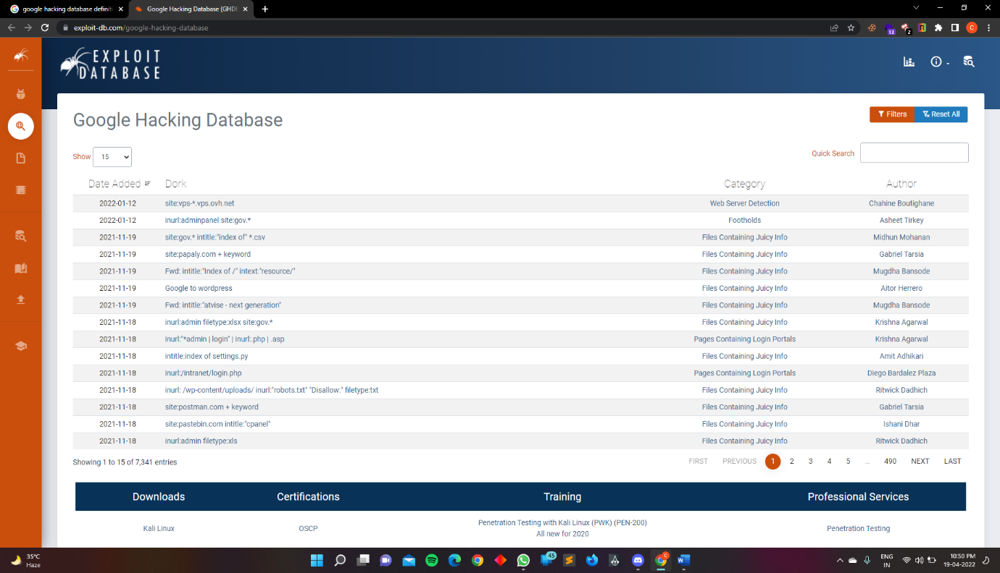 google hacking database definiti
Google Hacking Database (GHDB
exploit-db.com/google-hacking-database
13
2
C
EXPLOIT
DATABASE
Google Hacking Database
Filters
Reset All
Show 15
Quick Search
Date Added Dork Category Author
2022-01-12 site:vps-*.vps.ovh.net Web Server Detection Chahine Boutighane
2022-01-12 inurl:adminpanel site:gov.* Footholds Asheet Tirkey
2021-11-19 site:gov.* intitle:"index of" *.csv Files Containing Juicy Info Midhun Mohanan
2021-11-19 site:papaly.com + keyword Files Containing Juicy Info Gabriel Tarsia
2021-11-19 Fwd: intitle:"Index of /" intext:"resource/" Files Containing Juicy Info Mugdha Bansode
2021-11-19 Google to wordpress Files Containing Juicy Info Aitor Herrero
2021-11-19 Fwd: intitle:"atvise - next generation" Files Containing Juicy Info Mugdha Bansode
2021-11-18 inurl:admin filetype:xlsx site:gov.* Files Containing Juicy Info Krishna Agarwal
2021-11-18 inurl:"*admin | login" | inurl:.php | .asp Pages Containing Login Portals Krishna Agarwal
2021-11-18 intitle:index of settings.py Files Containing Juicy Info Amit Adhikari
2021-11-18 inurl:/intranet/login.php Pages Containing Login Portals Diego Bardalez Plaza
2021-11-18 inurl: /wp-content/uploads/ inurl:"robots.txt" "Disallow:" filetype:txt Files Containing Juicy Info Ritwick Dadhich
2021-11-18 site:postman.com + keyword Files Containing Juicy Info Gabriel Tarsia
2021-11-18 site:pastebin.com intitle:"cpanel" Files Containing Juicy Info Ishani Dhar
2021-11-18 inurl:admin filetype:xls Files Containing Juicy Info Ritwick Dadhich
Showing 1 to 15 of 7,341 entries
FIRST PREVIOUS 1 2 3 4 5 … 490 NEXT LAST
Downloads Certifications Training Professional Services
Kali Linux OSCP Penetration Testing with Kali Linux (PWK) (PEN-200) Penetration Testing
All new for 2020
35°C
Haze
45
C
ENG
IN
10:50 PM
19-04-2022